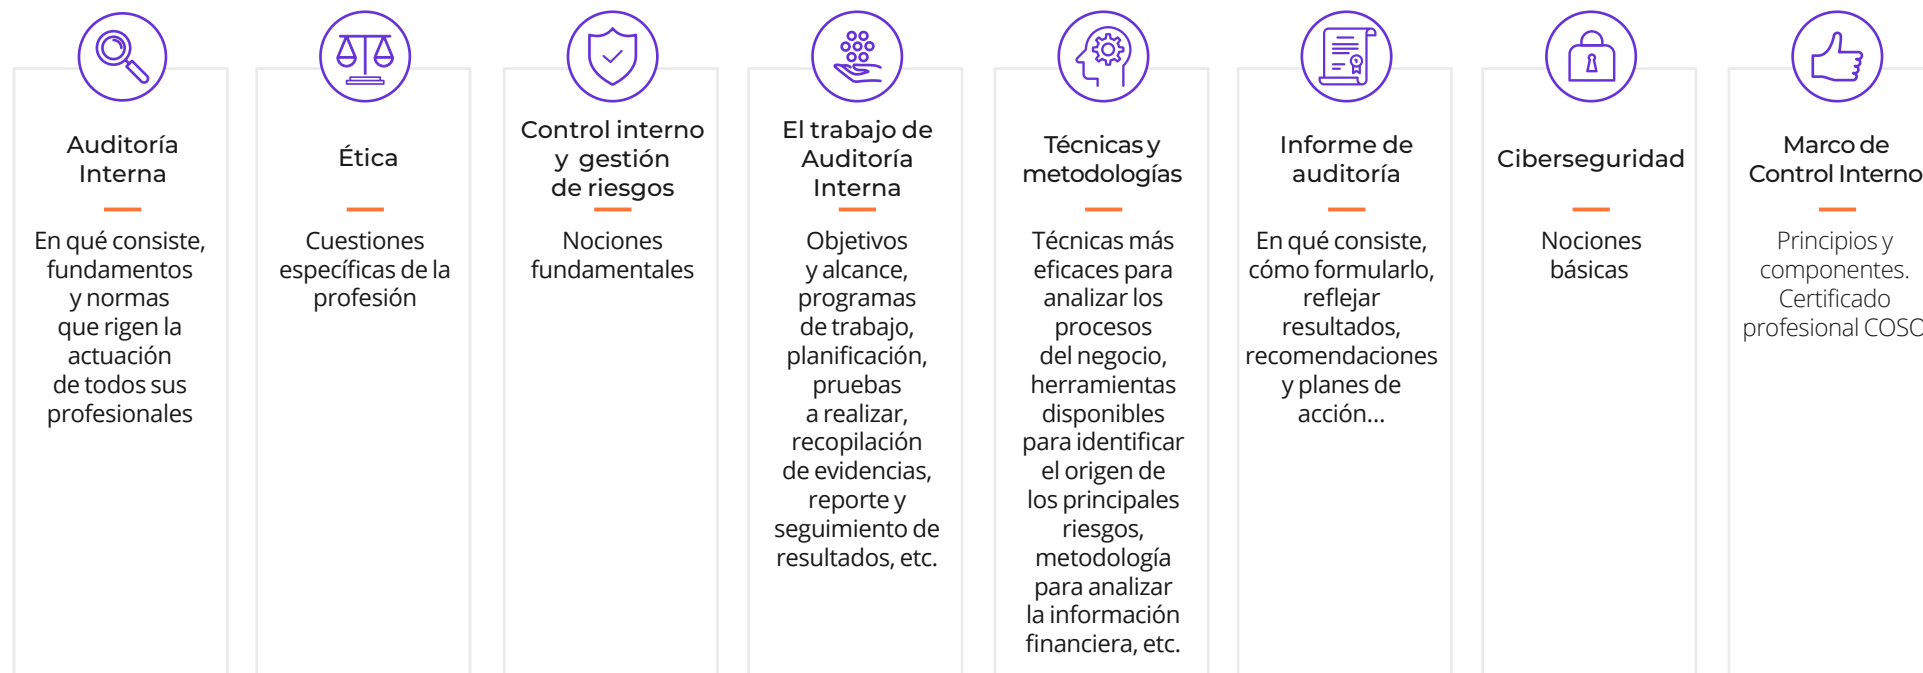 Auditoría
Interna
En qué consiste,
fundamentos
y normas
que rigen la
actuación
de todos sus
profesionales
Ética
Cuestiones
específicas de la
profesión
Control interno
y gestión
de riesgos
Nociones
fundamentales
El trabajo de
Auditoría
Interna
Objetivos
y alcance,
programas
de trabajo,
planificación,
pruebas
a realizar,
recopilación
de evidencias,
reporte y
seguimiento de
resultados, etc.
Técnicas y
metodologías
Técnicas más
eficaces para
analizar los
procesos
del negocio,
herramientas
disponibles
para identificar
el origen de
los principales
riesgos,
metodología
para analizar
la información
financiera, etc.
Informe de
auditoría
En qué consiste,
cómo formularlo,
reflejar
resultados,
recomendaciones
y planes de
acción...
Ciberseguridad
Nociones
básicas
Marco de
Control Interno
Principios y
componentes.
Certificado
profesional COSO